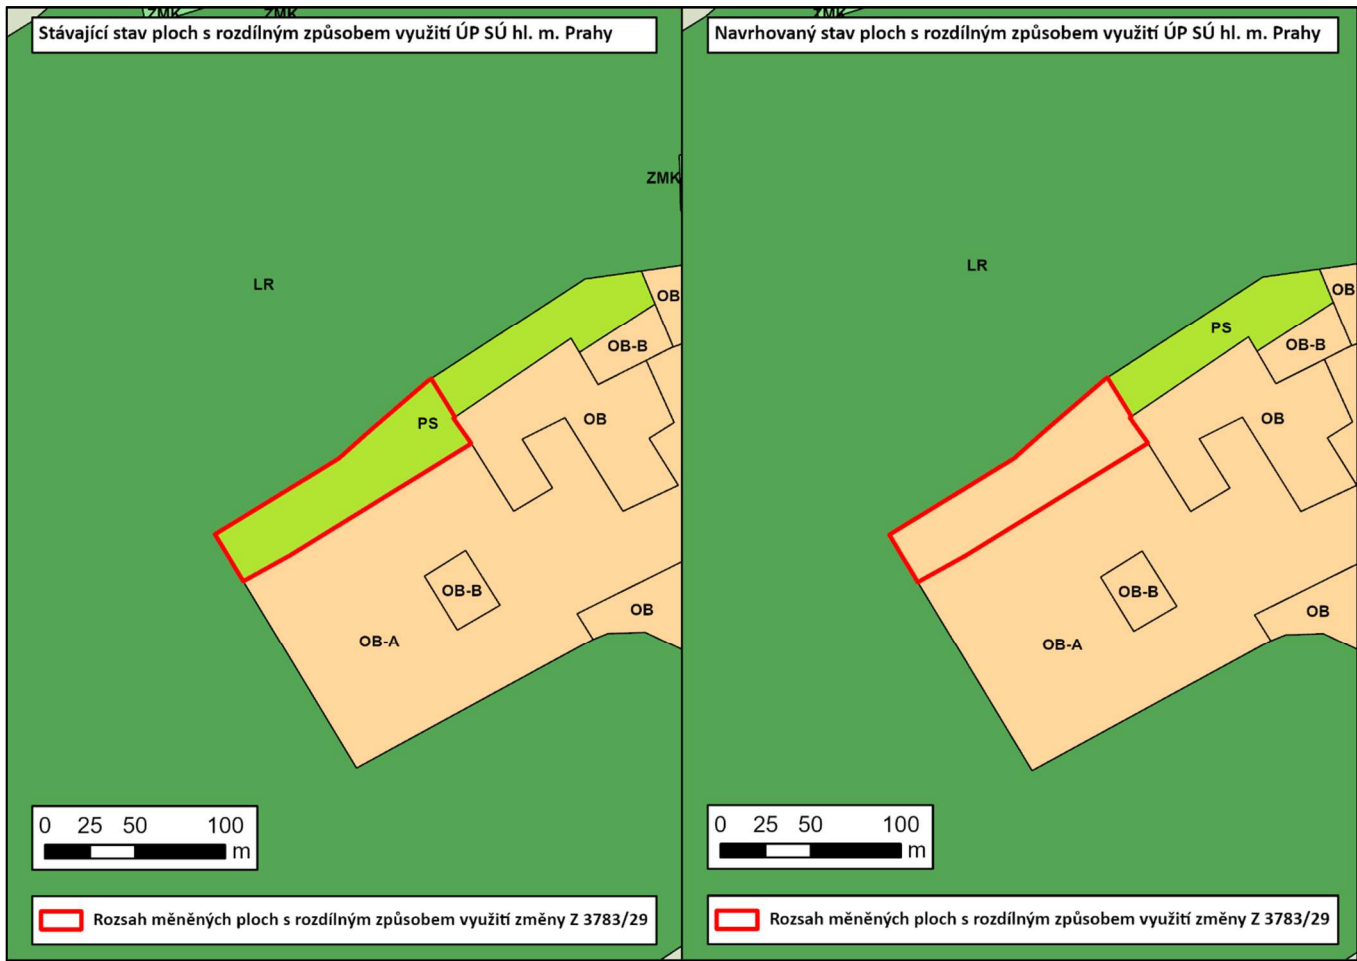 ZMK
ZMK
Stávající stav ploch s rozdílným způsobem využití ÚP SÚ hl. m. Prahy
ZMK
LR
OB
OB-B
PS
OB
OB-B
OB
OB-A
0 25 50 100
m
Rozsah měněných ploch s rozdílným způsobem využití změny Z 3783/29
ZMK
Navrhovaný stav ploch s rozdílným způsobem využití ÚP SÚ hl. m. Prahy
LR
OB
PS
OB-B
OB
OB-B
OB
OB-A
0 25 50 100
m
Rozsah měněných ploch s rozdílným způsobem využití změny Z 3783/29